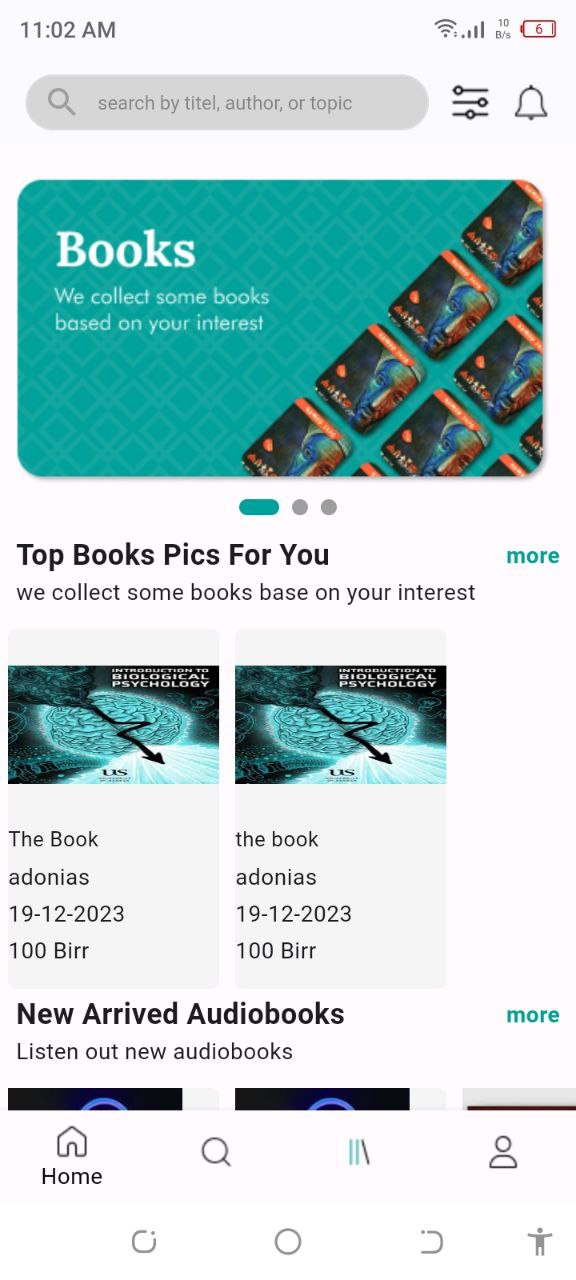 11:02 AM
10
B/s
6
search by titel, author, or topic
Books
We collect some books
based on your interest
Top Books Pics For You
more
we collect some books base on your interest
INTRODUCTION TO
BIOLOGICAL
PSYCHOLOGY
us
INTRODUCTION TO
BIOLOGICAL
PSYCHOLOGY
us
The Book
adonias
19-12-2023
100 Birr
the book
adonias
19-12-2023
100 Birr
New Arrived Audiobooks
more
Listen out new audiobooks
Home